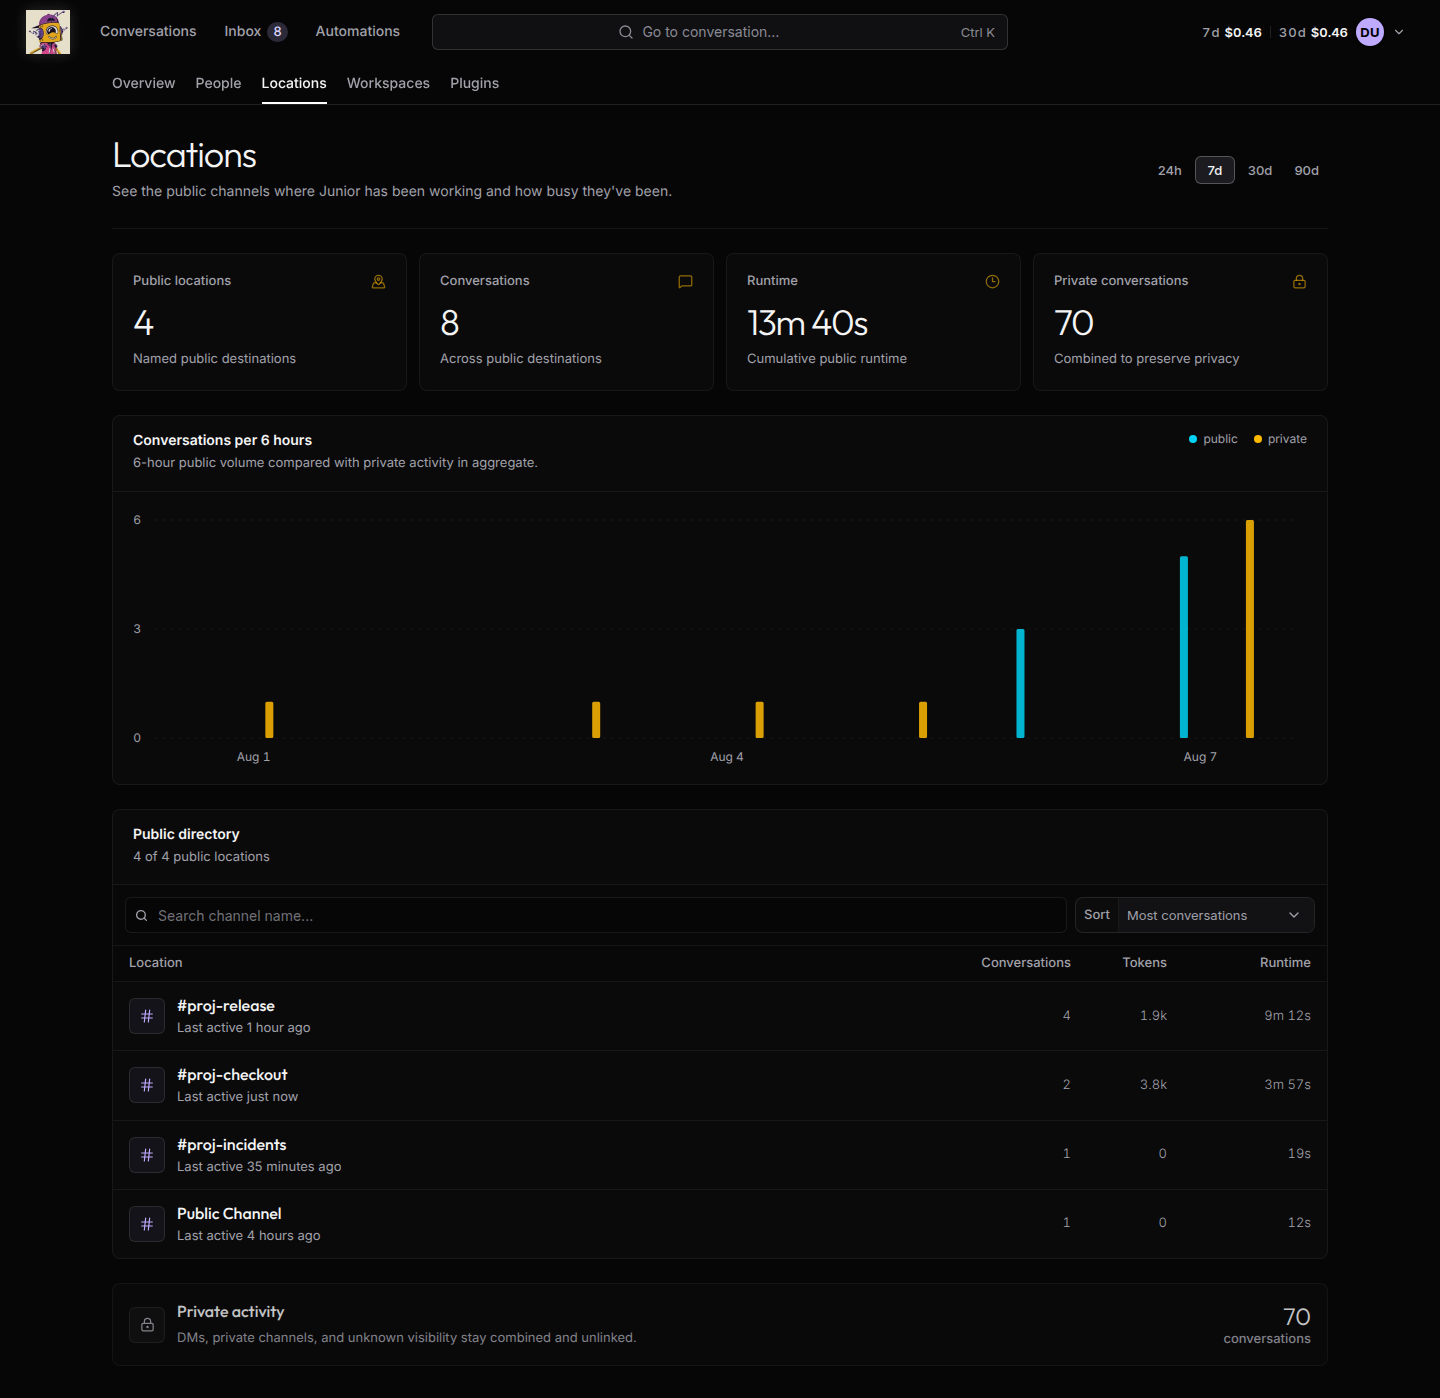 Conversations Inbox 8 Automations Go to conversation... Ctrl K 7d $0.46 30d $0.46 DU
Overview People Locations Workspaces Plugins
Locations
See the public channels where Junior has been working and how busy they've been.
24h 7d 30d 90d
Public locations
4
Named public destinations
Conversations
8
Across public destinations
Runtime
13m 40s
Cumulative public runtime
Private conversations
70
Combined to preserve privacy
Conversations per 6 hours
6-hour public volume compared with private activity in aggregate.
public private
6
3
0
Aug 1 Aug 4 Aug 7
Public directory
4 of 4 public locations
Search channel name...
Sort Most conversations
Location Conversations Tokens Runtime
#proj-release
Last active 1 hour ago
4 1.9k 9m 12s
#proj-checkout
Last active just now
2 3.8k 3m 57s
#proj-incidents
Last active 35 minutes ago
1 0 19s
Public Channel
Last active 4 hours ago
1 0 12s
Private activity
DMs, private channels, and unknown visibility stay combined and unlinked.
70
conversations